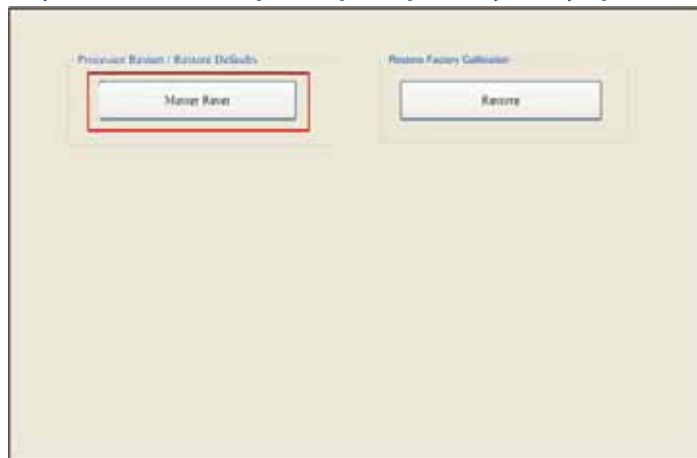 Processor Restart / Restore Defaults
Master Reset
Restore Factory Calibration
Restore